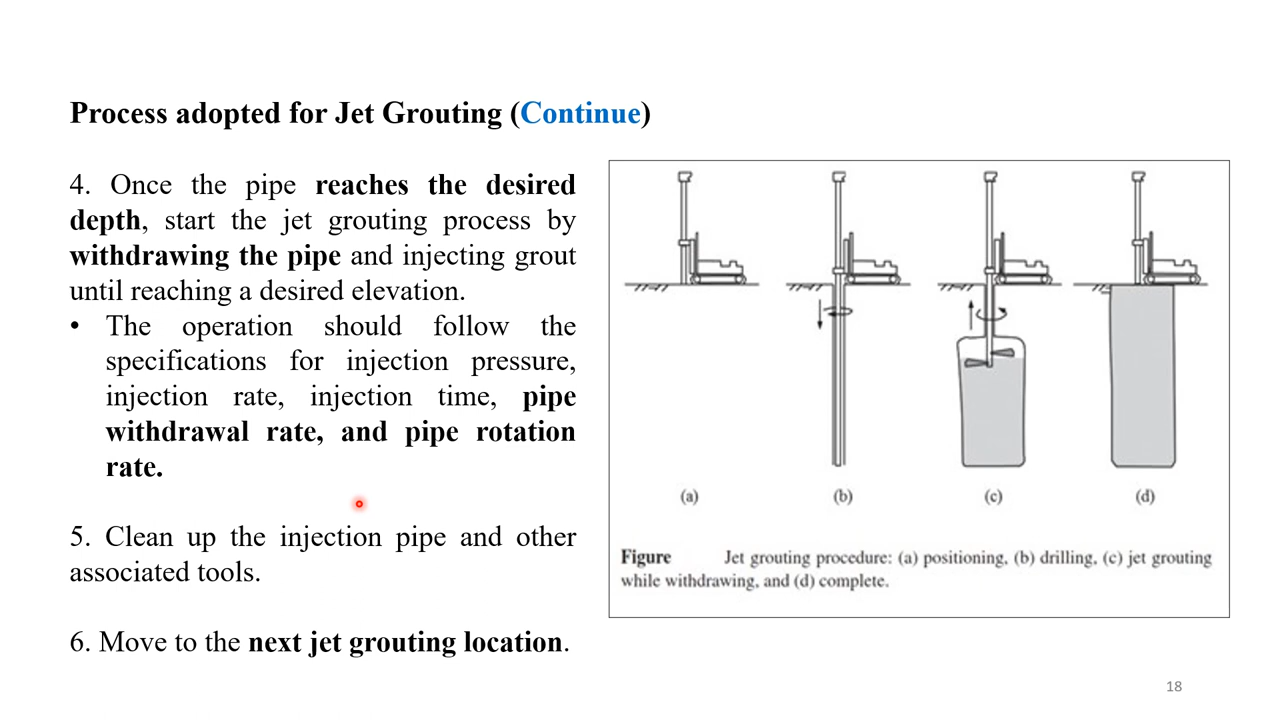 Process adopted for Jet Grouting (Continue)
4. Once the pipe reaches the desired
depth, start the jet grouting process by
withdrawing the pipe and injecting grout
until reaching a desired elevation.
• The operation should follow the
specifications for injection pressure,
injection rate, injection time, pipe
withdrawal rate, and pipe rotation
rate.
5. Clean up the injection pipe and other
associated tools.
6. Move to the next jet grouting location.
(a) (b) (c) (d)
Figure Jet grouting procedure: (a) positioning, (b) drilling, (c) jet grouting
while withdrawing, and (d) complete.
18